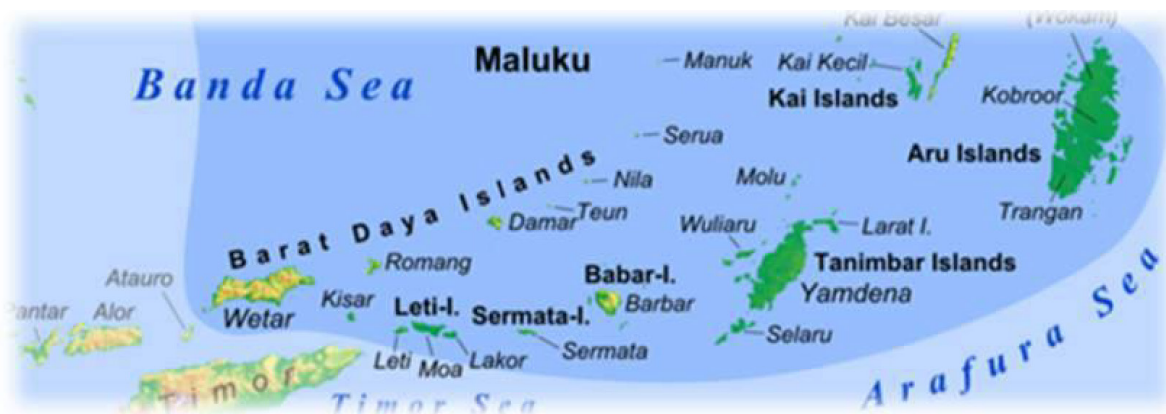 Kai Besar
(Wokam)
Maluku
Manuk
Kai Kecil
Banda Sea
Kai Islands
Kobroor
Serua
Aru Islands
Barat Daya Islands
Nila
Molu
Teun
Damar
Wuliaru
Larat I.
Trangan
Romang
Babar-I.
Tanimbar Islands
Atauro
Barbar
Yamdena
Pantar
Alor
Wetar
Kisar
Leti-I.
Sermata-I.
Selaru
Leti
Moa
Lakor
Sermata
Timor
Timor Sea
Arafura Sea